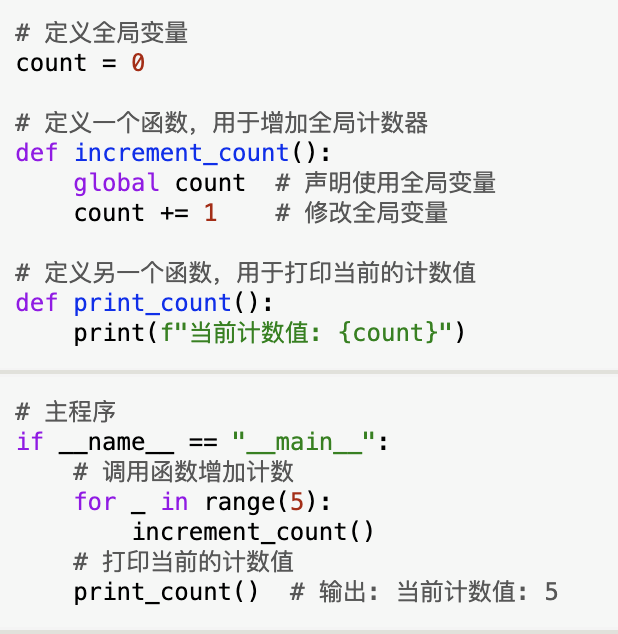 # 定义全局变量
count = 0
# 定义一个函数，用于增加全局计数器
def increment_count():
    global count  # 声明使用全局变量
    count += 1    # 修改全局变量
# 定义另一个函数，用于打印当前的计数值
def print_count():
    print(f"当前计数值: {count}")
# 主程序
if __name__ == "__main__":
    # 调用函数增加计数
    for _ in range(5):
        increment_count()
    # 打印当前的计数值
    print_count()  # 输出: 当前计数值: 5